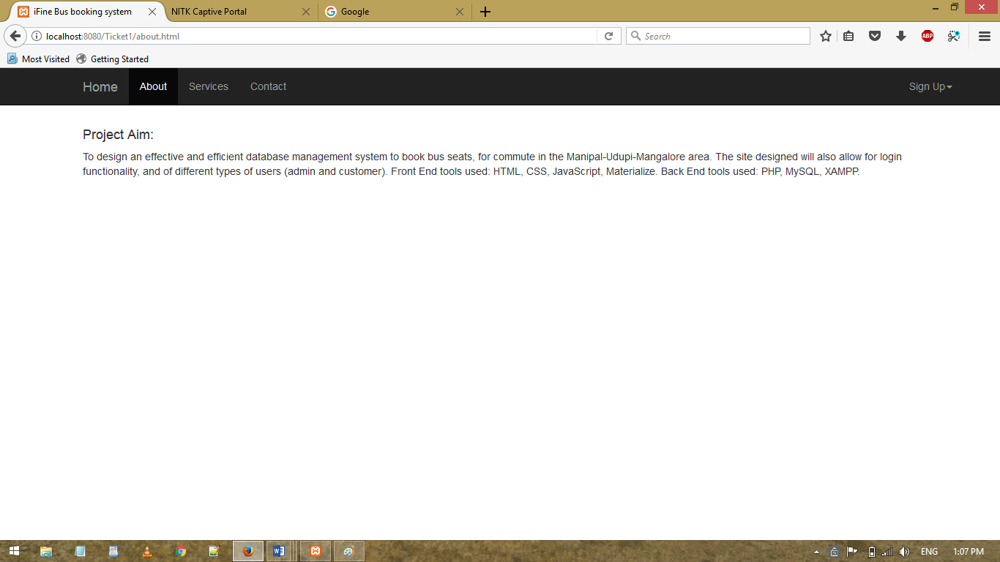 iFine Bus booking system
NITK Captive Portal
Google
localhost:8080/Ticket1/about.html
Search
ABP
Most Visited
Getting Started
Home
About
Services
Contact
Sign Up
Project Aim:
To design an effective and efficient database management system to book bus seats, for commute in the Manipal-Udupi-Mangalore area. The site designed will also allow for login
functionality, and of different types of users (admin and customer). Front End tools used: HTML, CSS, JavaScript, Materialize. Back End tools used: PHP, MySQL, XAMPP.
ENG
1:07 PM